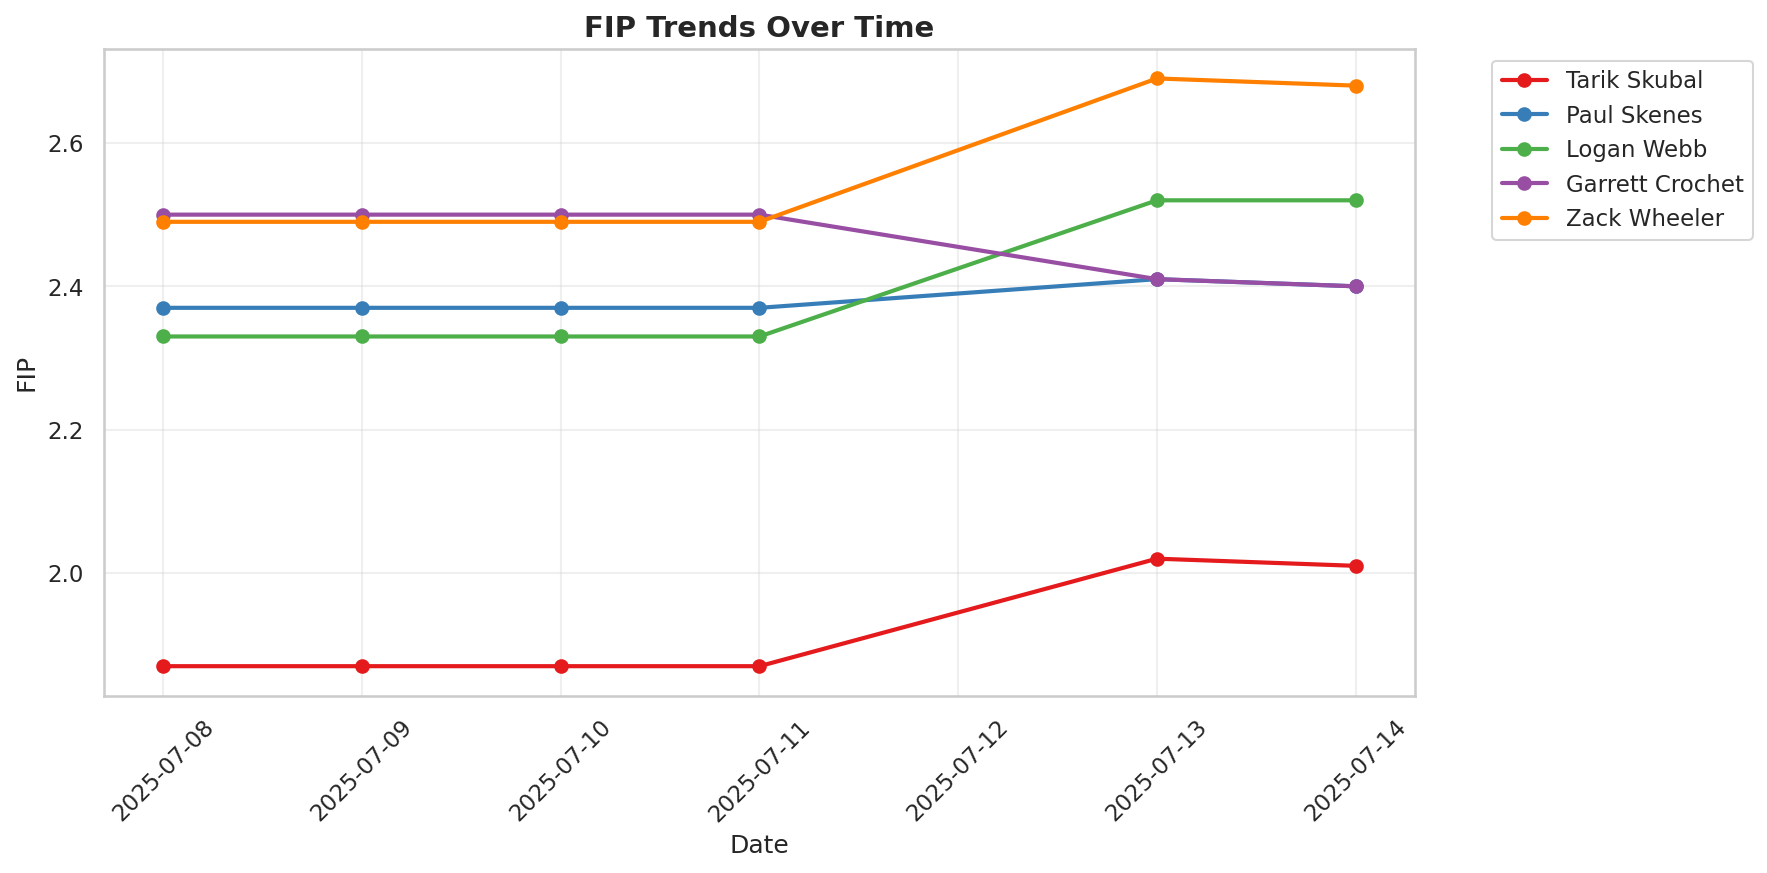 FIP Trends Over Time
Tarik Skubal
Paul Skenes
Logan Webb
Garrett Crochet
Zack Wheeler
2.6
2.4
2.2
2.0
FIP
2025-07-08
2025-07-09
2025-07-10
2025-07-11
2025-07-12
2025-07-13
2025-07-14
Date